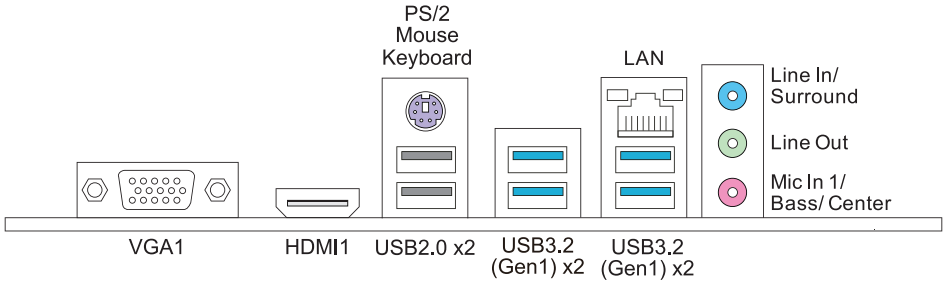 PS/2
Mouse
Keyboard
LAN
Line In/
Surround
Line Out
Mic In 1/
Bass/ Center
VGA1
HDMI1
USB2.0 x2
USB3.2
(Gen1) x2
USB3.2
(Gen1) x2